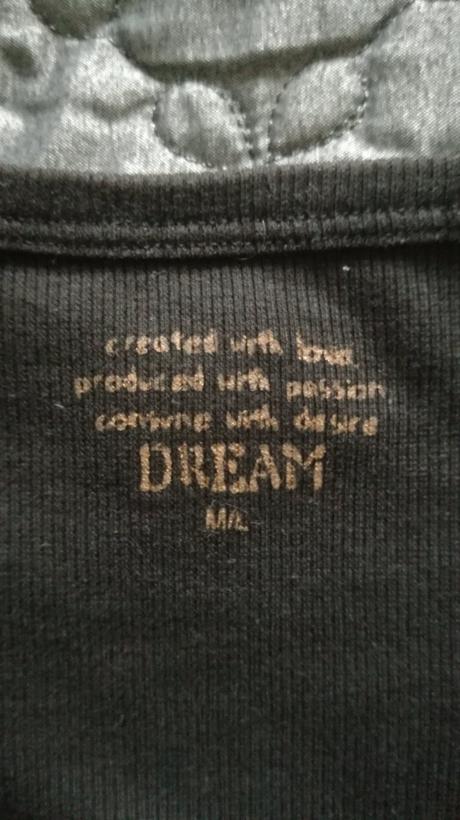 created with love,
produced with passion,
consume with desire
DREAM
M/L